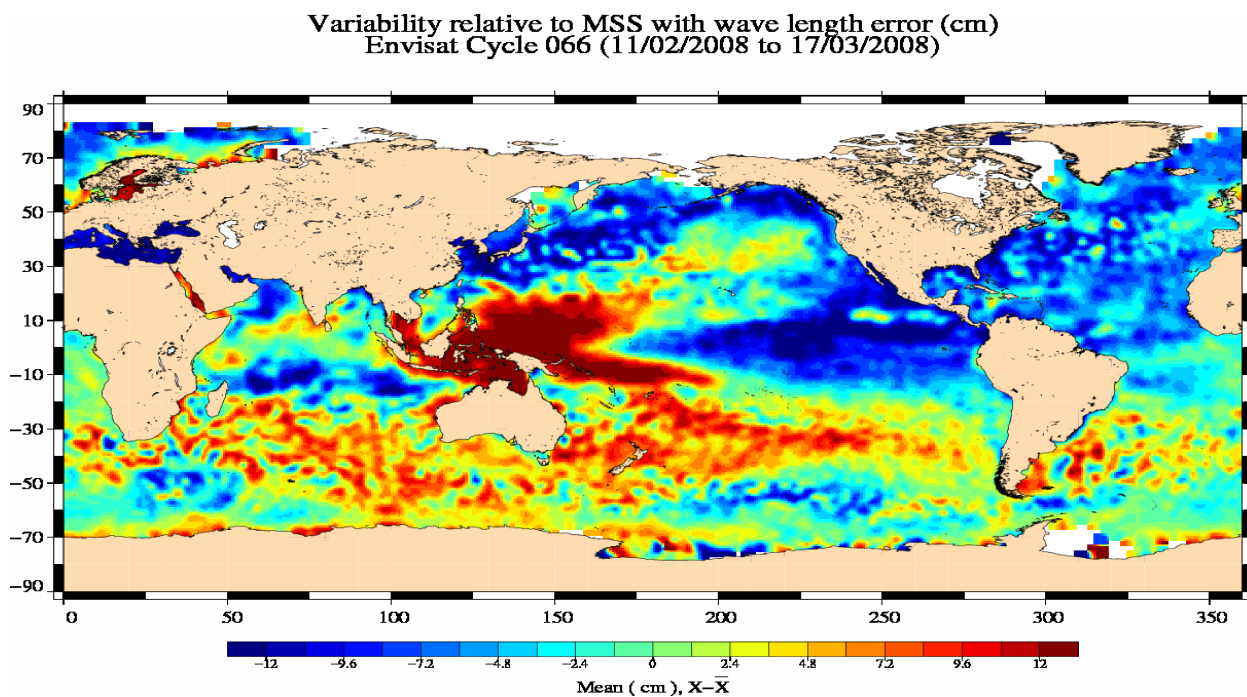 Variability relative to MSS with wave length error (cm)
Envisat Cycle 066 (11/02/2008 to 17/03/2008)
90
70
50
30
10
−10
−30
−50
−70
−90
0 50 100 150 200 250 300 350
−12 −9.6 −7.2 −4.8 −2.4 0 2.4 4.8 7.2 9.6 12
Mean ( cm ), X−X̅